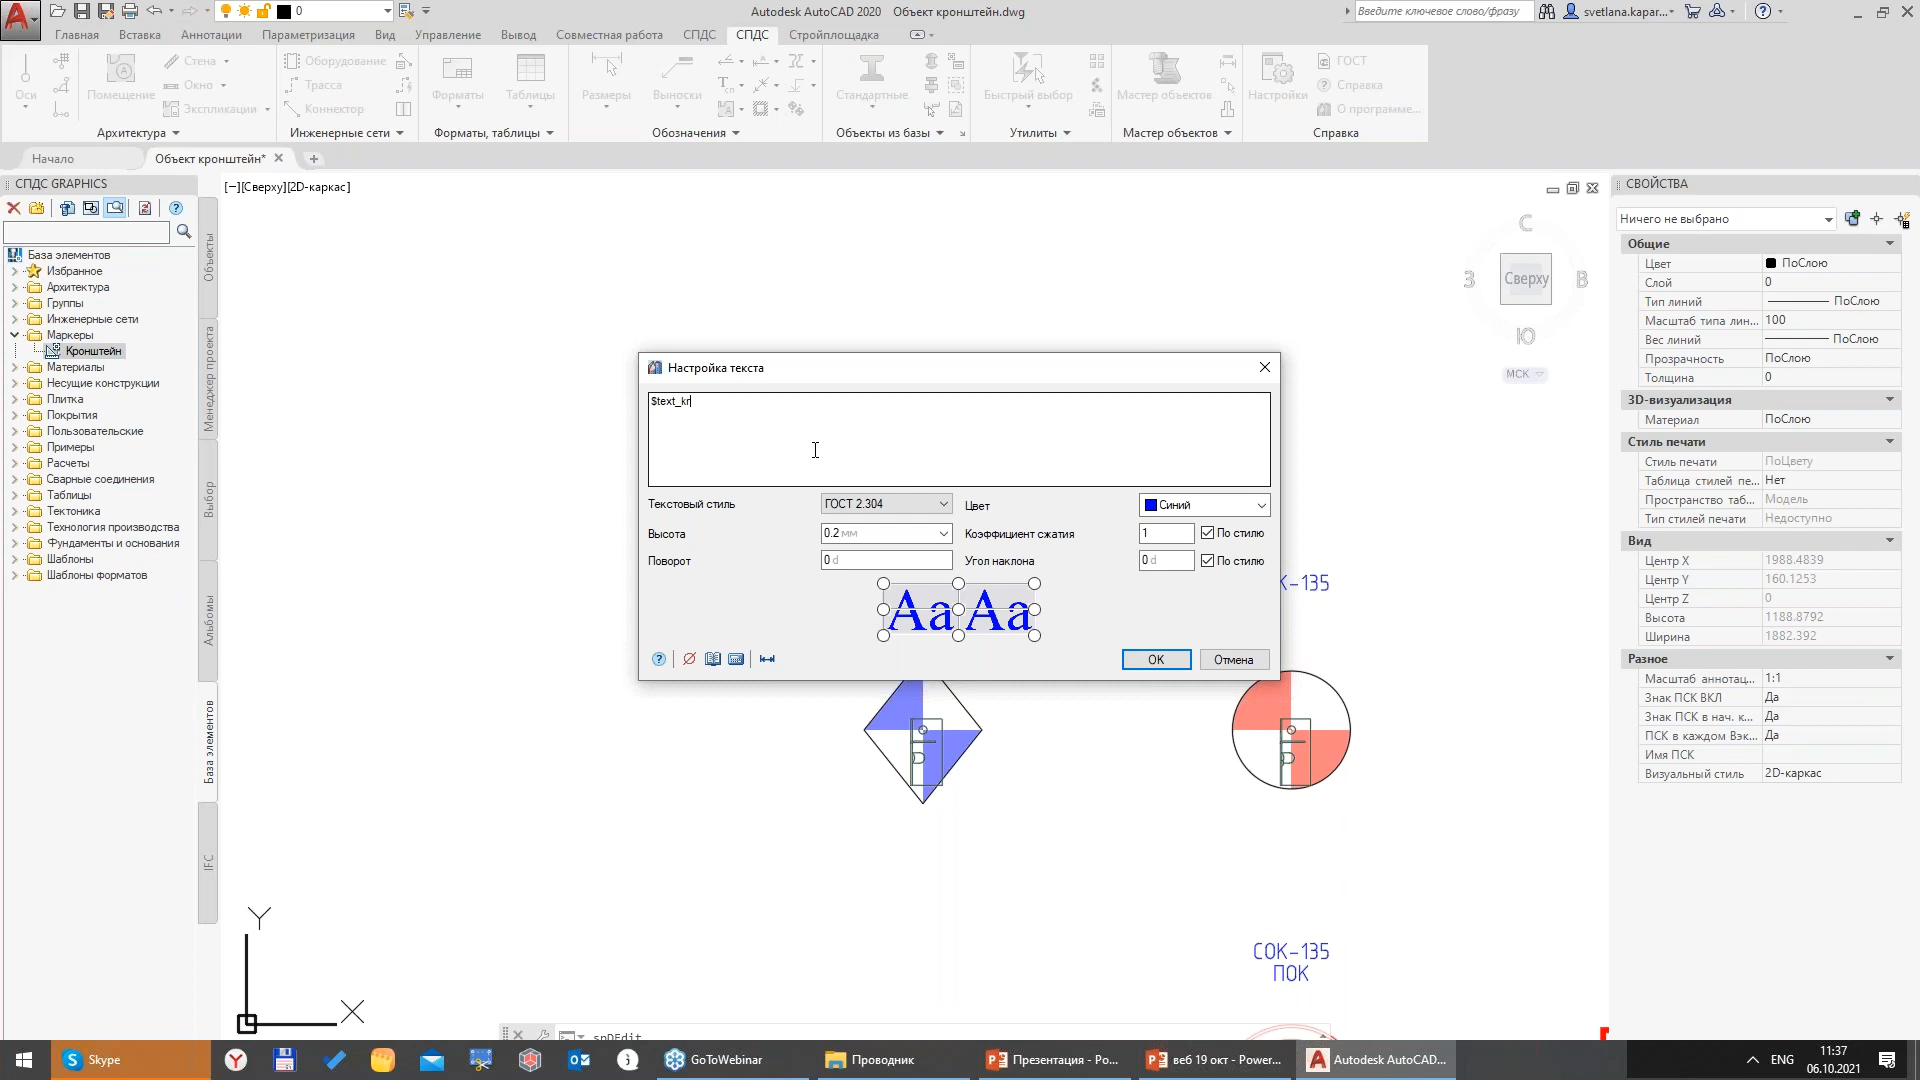 Autodesk AutoCAD 2020 Объект кронштейн.dwg
0
Введите ключевое слово/фразу
svetlana.kapar...
Главная Вставка Аннотации Параметризация Вид Управление Вывод Совместная работа СПДС СПДС Стройплощадка
Оси
Помещение
Стена
Окно
Экспликации
Оборудование
Трасса
Коннектор
Форматы
Таблицы
Размеры
Выноски
Стандартные
Быстрый выбор
Мастер объектов
Настройки
ГОСТ
Справка
О программе...
Архитектура
Инженерные сети
Форматы, таблицы
Обозначения
Объекты из базы
Утилиты
Мастер объектов
Справка
Начало
Объект кронштейн*
СПДС GRAPHICS
База элементов
Избранное
Архитектура
Группы
Инженерные сети
Маркеры
Кронштейн
Материалы
Несущие конструкции
Плитка
Покрытия
Пользовательские
Примеры
Расчеты
Сварные соединения
Таблицы
Тектоника
Технология производства
Фундаменты и основания
Шаблоны
Шаблоны форматов
Объекты
Менеджер проекта
Выбор
Альбомы
База элементов
IFC
[−][Сверху][2D-каркас]
С
З
Сверху
В
Ю
МСК
Настройка текста
$text_kr
Текстовый стиль ГОСТ 2.304 Цвет Синий
Высота 0.2 мм Коэффициент сжатия 1 По стилю
Поворот 0 d Угол наклона 0 d По стилю
Aa Aa
OK Отмена
К-135
СОК-135
ПОК
Y
X
spDEdit
СВОЙСТВА
Ничего не выбрано
Общие
Цвет ПоСлою
Слой 0
Тип линий ПоСлою
Масштаб типа лин... 100
Вес линий ПоСлою
Прозрачность ПоСлою
Толщина 0
3D-визуализация
Материал ПоСлою
Стиль печати
Стиль печати ПоЦвету
Таблица стилей пе... Нет
Пространство таб... Модель
Тип стилей печати Недоступно
Вид
Центр X 1988.4839
Центр Y 160.1253
Центр Z 0
Высота 1188.8792
Ширина 1882.392
Разное
Масштаб аннотац... 1:1
Знак ПСК ВКЛ Да
Знак ПСК в нач. к... Да
ПСК в каждом Вэк... Да
Имя ПСК
Визуальный стиль 2D-каркас
Skype
GoToWebinar
Проводник
Презентация - Po...
веб 19 окт - Power...
Autodesk AutoCAD...
ENG
11:37
06.10.2021